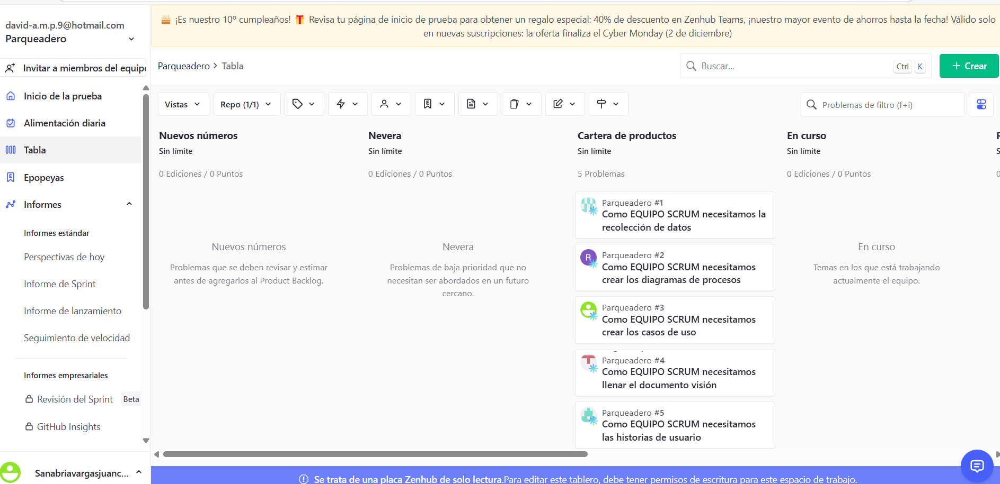 david-a.m.p.9@hotmail.com
Parqueadero
Invitar a miembros del equipo
Inicio de la prueba
Alimentación diaria
Tabla
Epopeyas
Informes
Informes estándar
Perspectivas de hoy
Informe de Sprint
Informe de lanzamiento
Seguimiento de velocidad
Informes empresariales
Revisión del Sprint Beta
GitHub Insights
Sanabriavargasjuanc...
¡Es nuestro 10º cumpleaños! Revisa tu página de inicio de prueba para obtener un regalo especial: 40% de descuento en Zenhub Teams, ¡nuestro mayor evento de ahorros hasta la fecha! Válido solo
en nuevas suscripciones: la oferta finaliza el Cyber Monday (2 de diciembre)
Parqueadero > Tabla
Buscar... Ctrl K
+ Crear
Vistas
Repo (1/1)
Problemas de filtro (f+i)
Nuevos números
Sin límite
0 Ediciones / 0 Puntos
Nuevos números
Problemas que se deben revisar y estimar
antes de agregarlos al Product Backlog.
Nevera
Sin límite
0 Ediciones / 0 Puntos
Nevera
Problemas de baja prioridad que no
necesitan ser abordados en un futuro
cercano.
Cartera de productos
Sin límite
5 Problemas
Parqueadero #1
Como EQUIPO SCRUM necesitamos la
recolección de datos
R
Parqueadero #2
Como EQUIPO SCRUM necesitamos
crear los diagramas de procesos
Parqueadero #3
Como EQUIPO SCRUM necesitamos
crear los casos de uso
Parqueadero #4
Como EQUIPO SCRUM necesitamos
llenar el documento visión
Parqueadero #5
Como EQUIPO SCRUM necesitamos
las historias de usuario
En curso
Sin límite
0 Ediciones / 0 Puntos
En curso
Temas en los que está trabajando
actualmente el equipo.
Se trata de una placa Zenhub de solo lectura.Para editar este tablero, debe tener permisos de escritura para este espacio de trabajo.